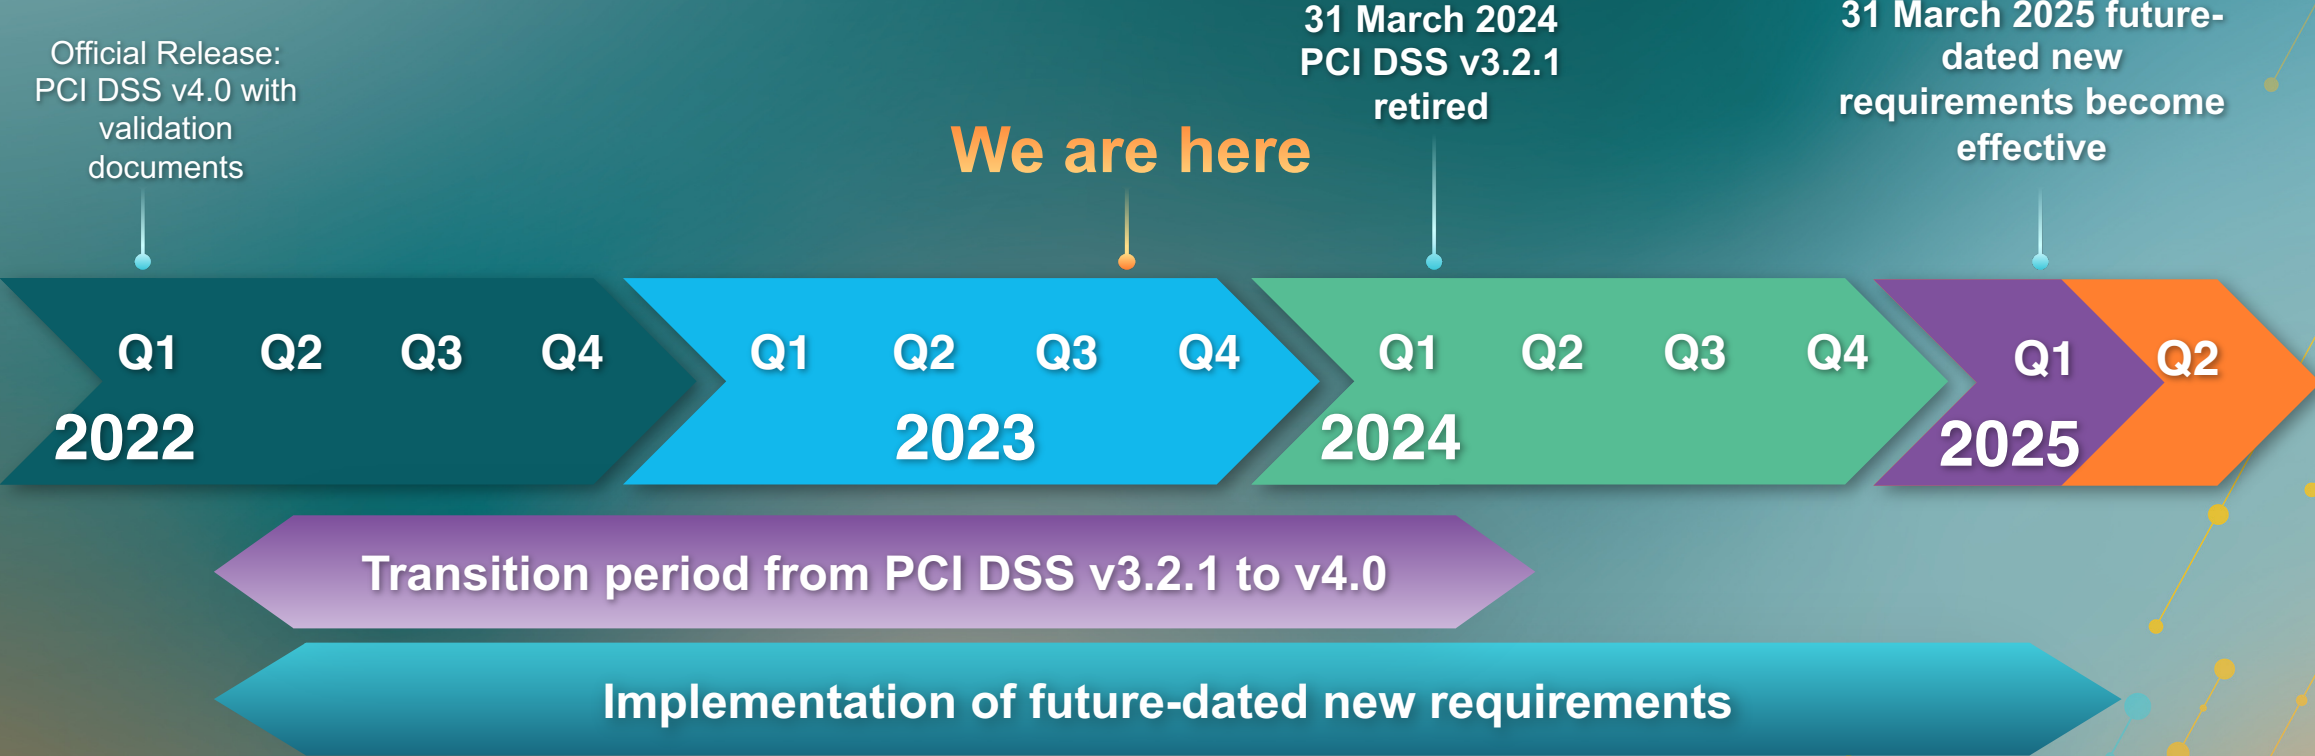 Official Release:
PCI DSS v4.0 with
validation
documents
We are here
31 March 2024
PCI DSS v3.2.1
retired
31 March 2025 future-
dated new
requirements become
effective
Q1 Q2 Q3 Q4
2022
Q1 Q2 Q3 Q4
2023
Q1 Q2 Q3 Q4
2024
Q1 Q2
2025
Transition period from PCI DSS v3.2.1 to v4.0
Implementation of future-dated new requirements